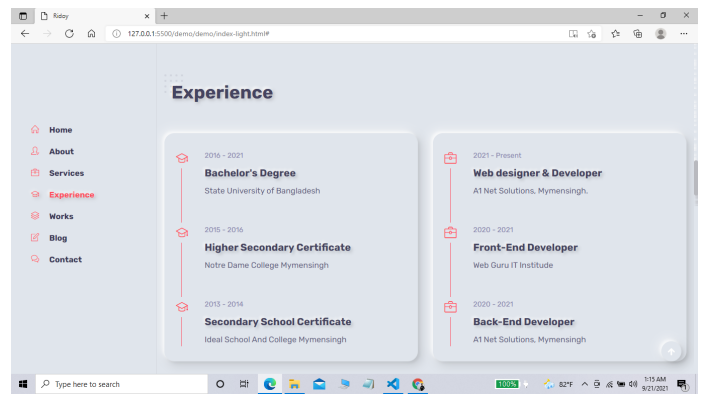 Riday
127.0.0.1:5500/demo/demo/index-light.html#
Experience
Home
About
Services
Experience
Works
Blog
Contact
2016 - 2021
Bachelor's Degree
State University of Bangladesh
2015 - 2016
Higher Secondary Certificate
Notre Dame College Mymensingh
2013 - 2014
Secondary School Certificate
Ideal School And College Mymensingh
2021 - Present
Web designer & Developer
A1 Net Solutions, Mymensingh.
2020 - 2021
Front-End Developer
Web Guru IT Institude
2020 - 2021
Back-End Developer
A1 Net Solutions, Mymensingh
Type here to search
100%
82°F
1:15 AM
9/21/2021